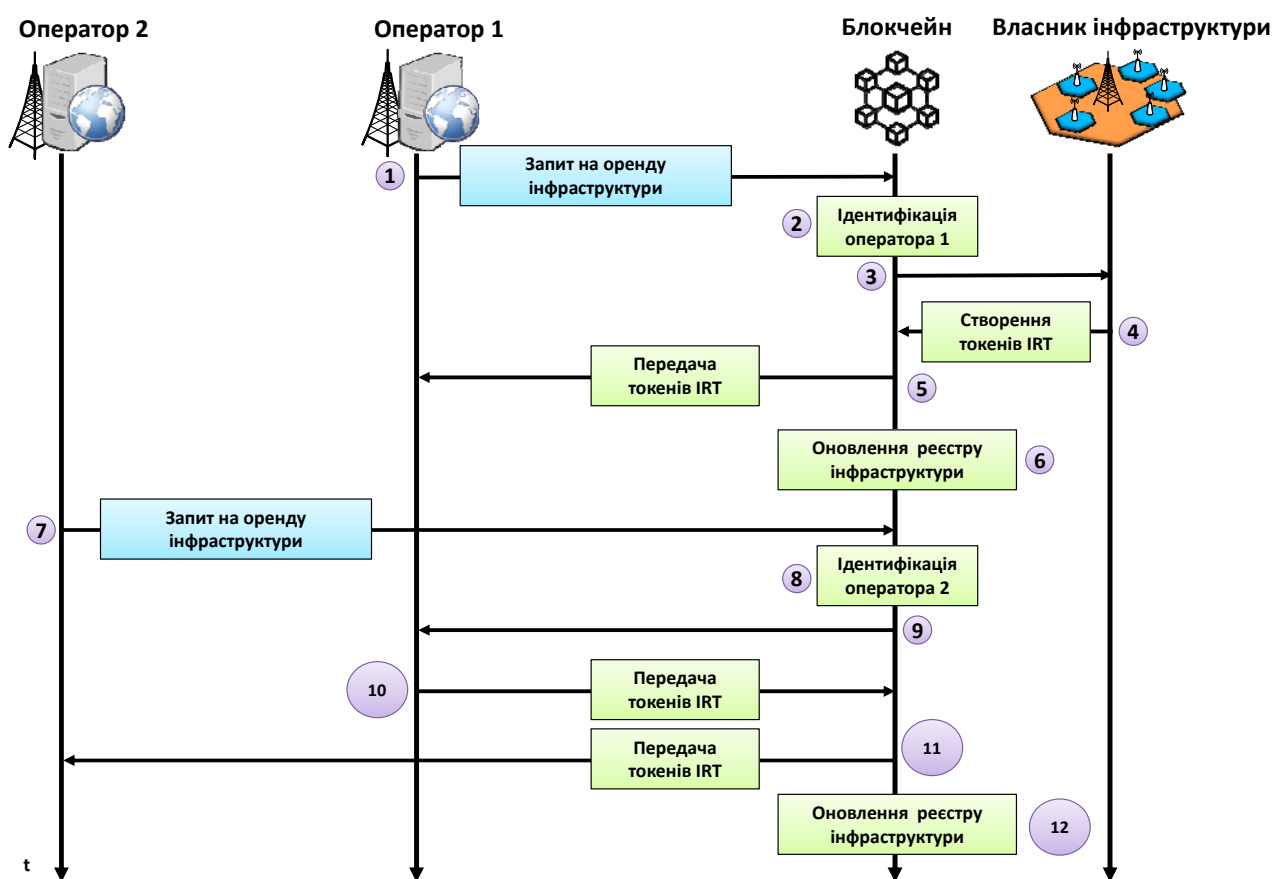 Оператор 2
Оператор 1
Блокчейн
Власник інфраструктури
1
Запит на оренду
інфраструктури
2
Ідентифікація
оператора 1
3
Створення
токенів IRT
4
Передача
токенів IRT
5
Оновлення реєстру
інфраструктури
6
7
Запит на оренду
інфраструктури
8
Ідентифікація
оператора 2
9
10
Передача
токенів IRT
Передача
токенів IRT
11
Оновлення реєстру
інфраструктури
12
t